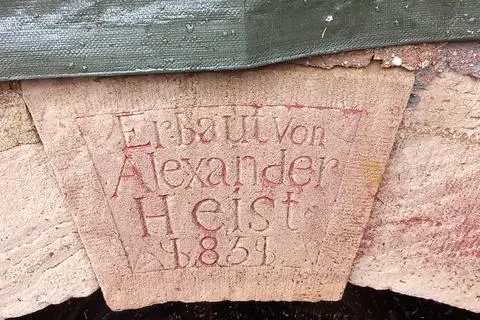 Erbaut von
Alexander
Heist
1851